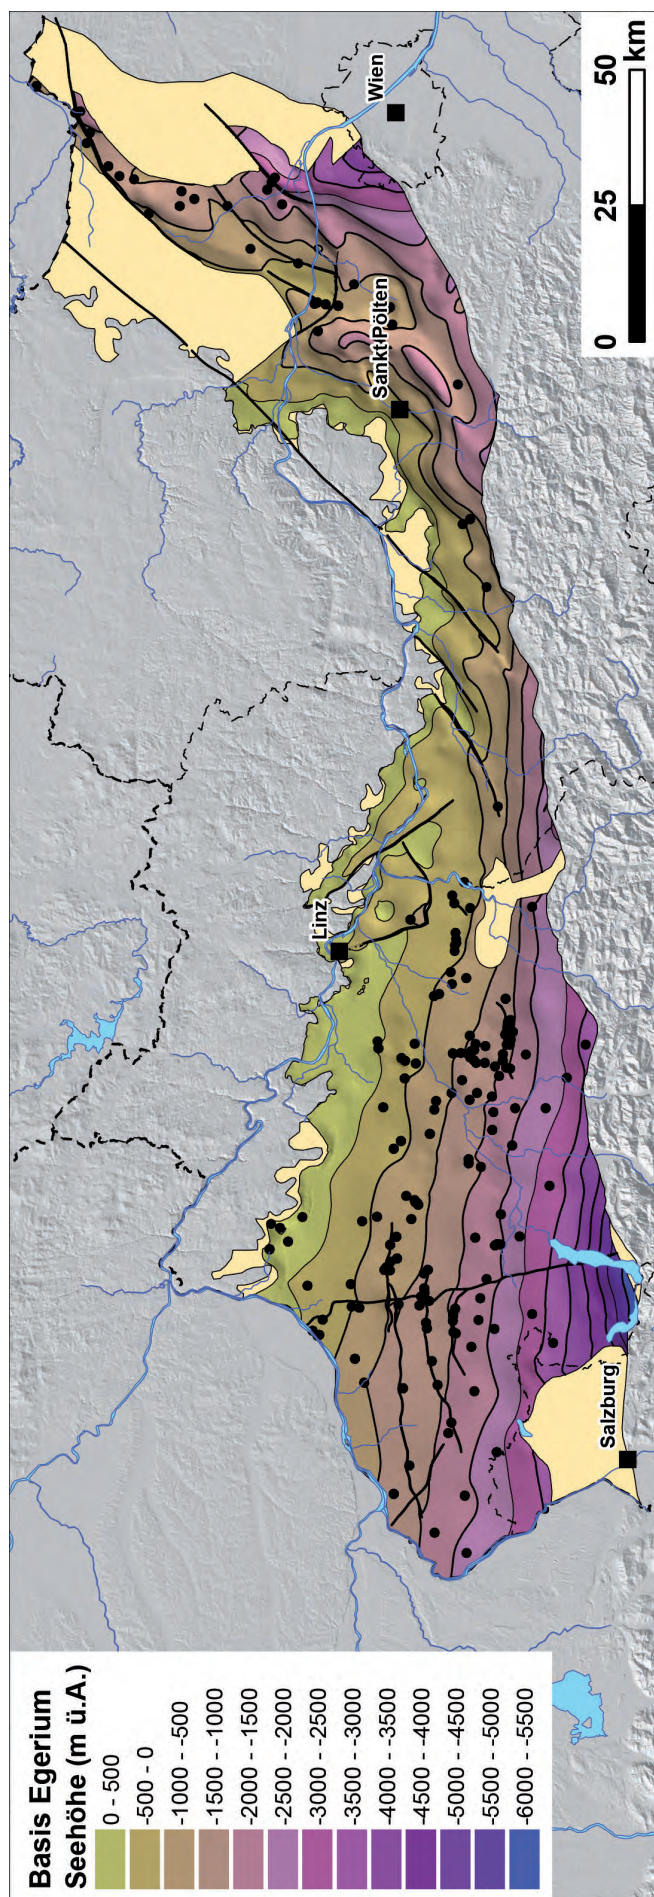 Basis Egerium
Seehöhe (m ü.A.)
0 - 500
-500 - 0
-1000 - -500
-1500 - -1000
-2000 - -1500
-2500 - -2000
-3000 - -2500
-3500 - -3000
-4000 - -3500
-4500 - -4000
-5000 - -4500
-5500 - -5000
-6000 - -5500
Salzburg
Linz
Sankt Pölten
Wien
0 25 50
km